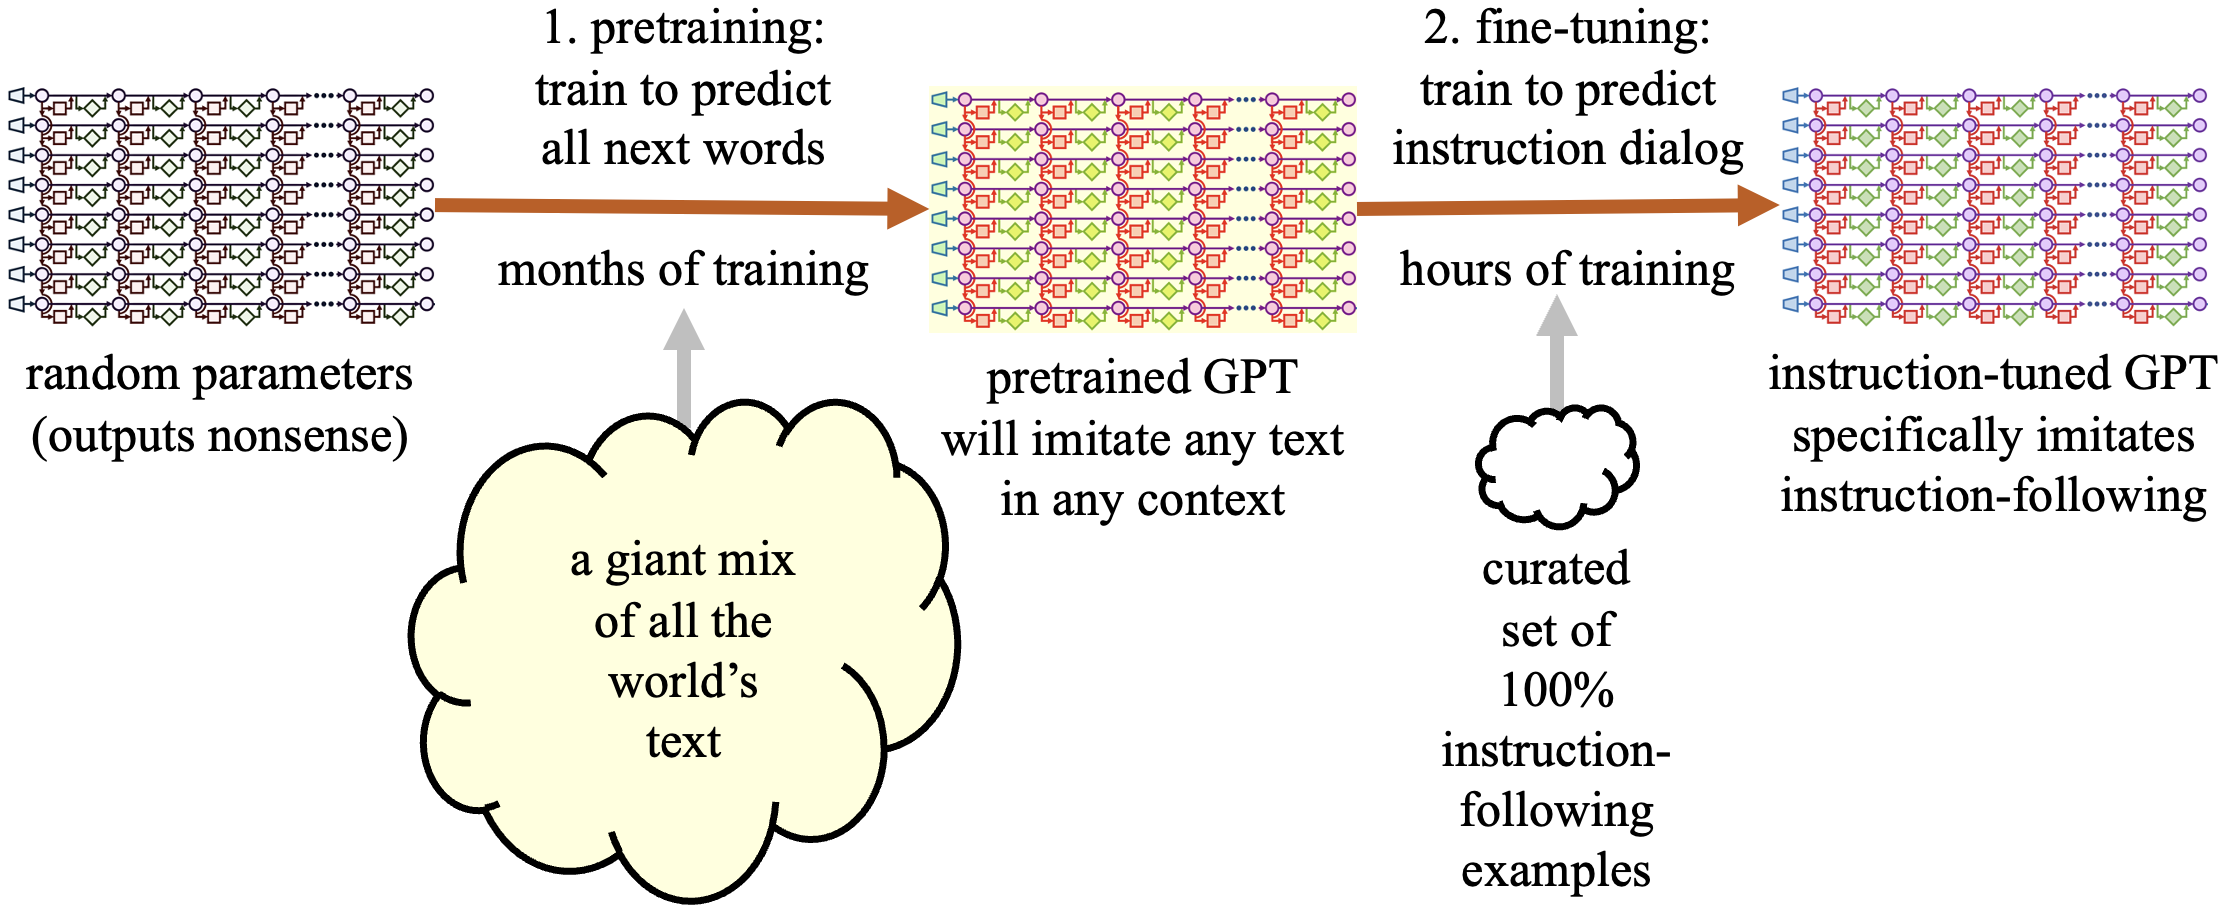 1. pretraining:
train to predict
all next words
months of training
2. fine-tuning:
train to predict
instruction dialog
hours of training
random parameters
(outputs nonsense)
pretrained GPT
will imitate any text
in any context
instruction-tuned GPT
specifically imitates
instruction-following
a giant mix
of all the
world’s
text
curated
set of
100%
instruction-
following
examples